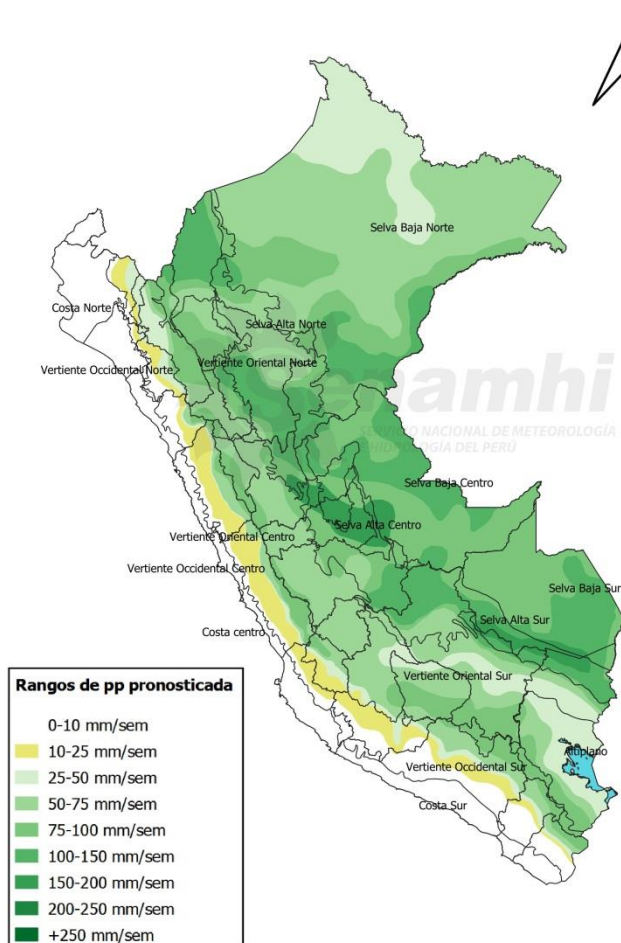 Selva Baja Norte
Costa Norte
Selva Alta Norte
Vertiente Occidental Norte
Vertiente Oriental Norte
senamhi
SERVICIO NACIONAL DE METEOROLOGÍA
E HIDROLOGÍA DEL PERÚ
Selva Baja Centro
Selva Alta Centro
Vertiente Oriental Centro
Vertiente Occidental Centro
Selva Baja Sur
Selva Alta Sur
Costa centro
Vertiente Oriental Sur
Altiplano
Vertiente Occidental Sur
Costa Sur
Rangos de pp pronosticada
0-10 mm/sem
10-25 mm/sem
25-50 mm/sem
50-75 mm/sem
75-100 mm/sem
100-150 mm/sem
150-200 mm/sem
200-250 mm/sem
+250 mm/sem